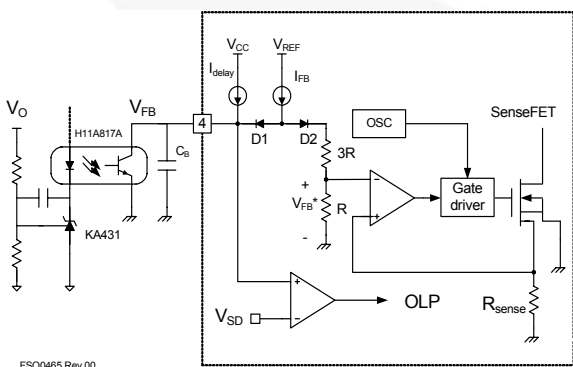 VCC VREF
Idelay IFB
VO H11A817A VFB 4 D1 D2 OSC SenseFET
CB 3R
+ VFB* - R
- + Gate driver
KA431
+ - VSD OLP Rsense
FSQ0465 Rev.00